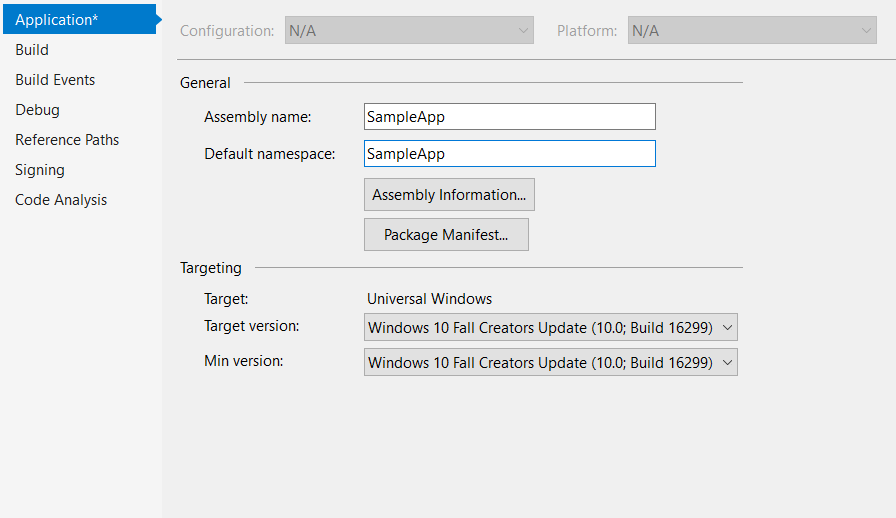 Application*
Build
Build Events
Debug
Reference Paths
Signing
Code Analysis
Configuration: N/A Platform: N/A
General
Assembly name: SampleApp
Default namespace: SampleApp
Assembly Information...
Package Manifest...
Targeting
Target: Universal Windows
Target version: Windows 10 Fall Creators Update (10.0; Build 16299)
Min version: Windows 10 Fall Creators Update (10.0; Build 16299)